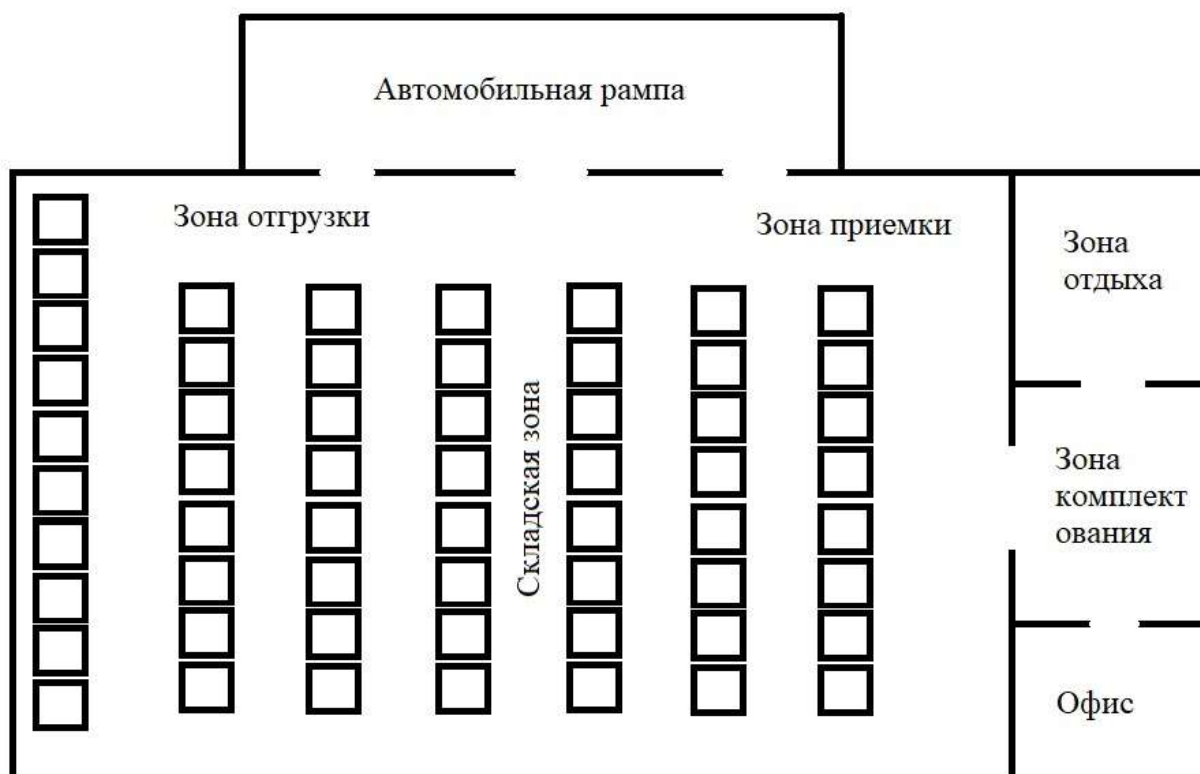 Автомобильная рампа
Зона отгрузки
Зона приемки
Зона
отдыха
Складская зона
Зона
комплект
ования
Офис